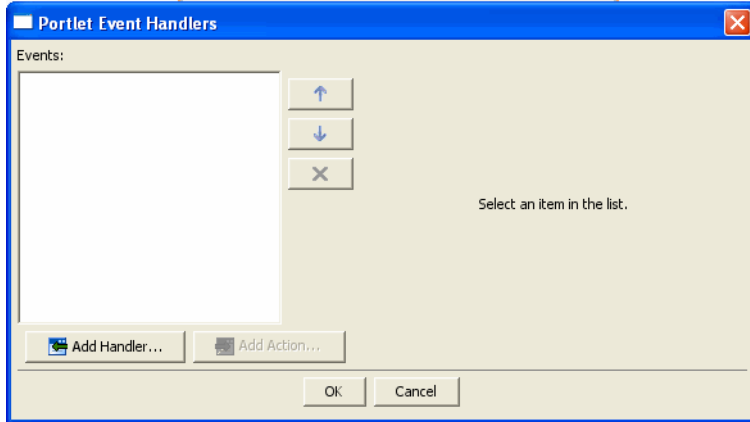 Portlet Event Handlers
Events:
Select an item in the list.
Add Handler...
Add Action...
OK
Cancel